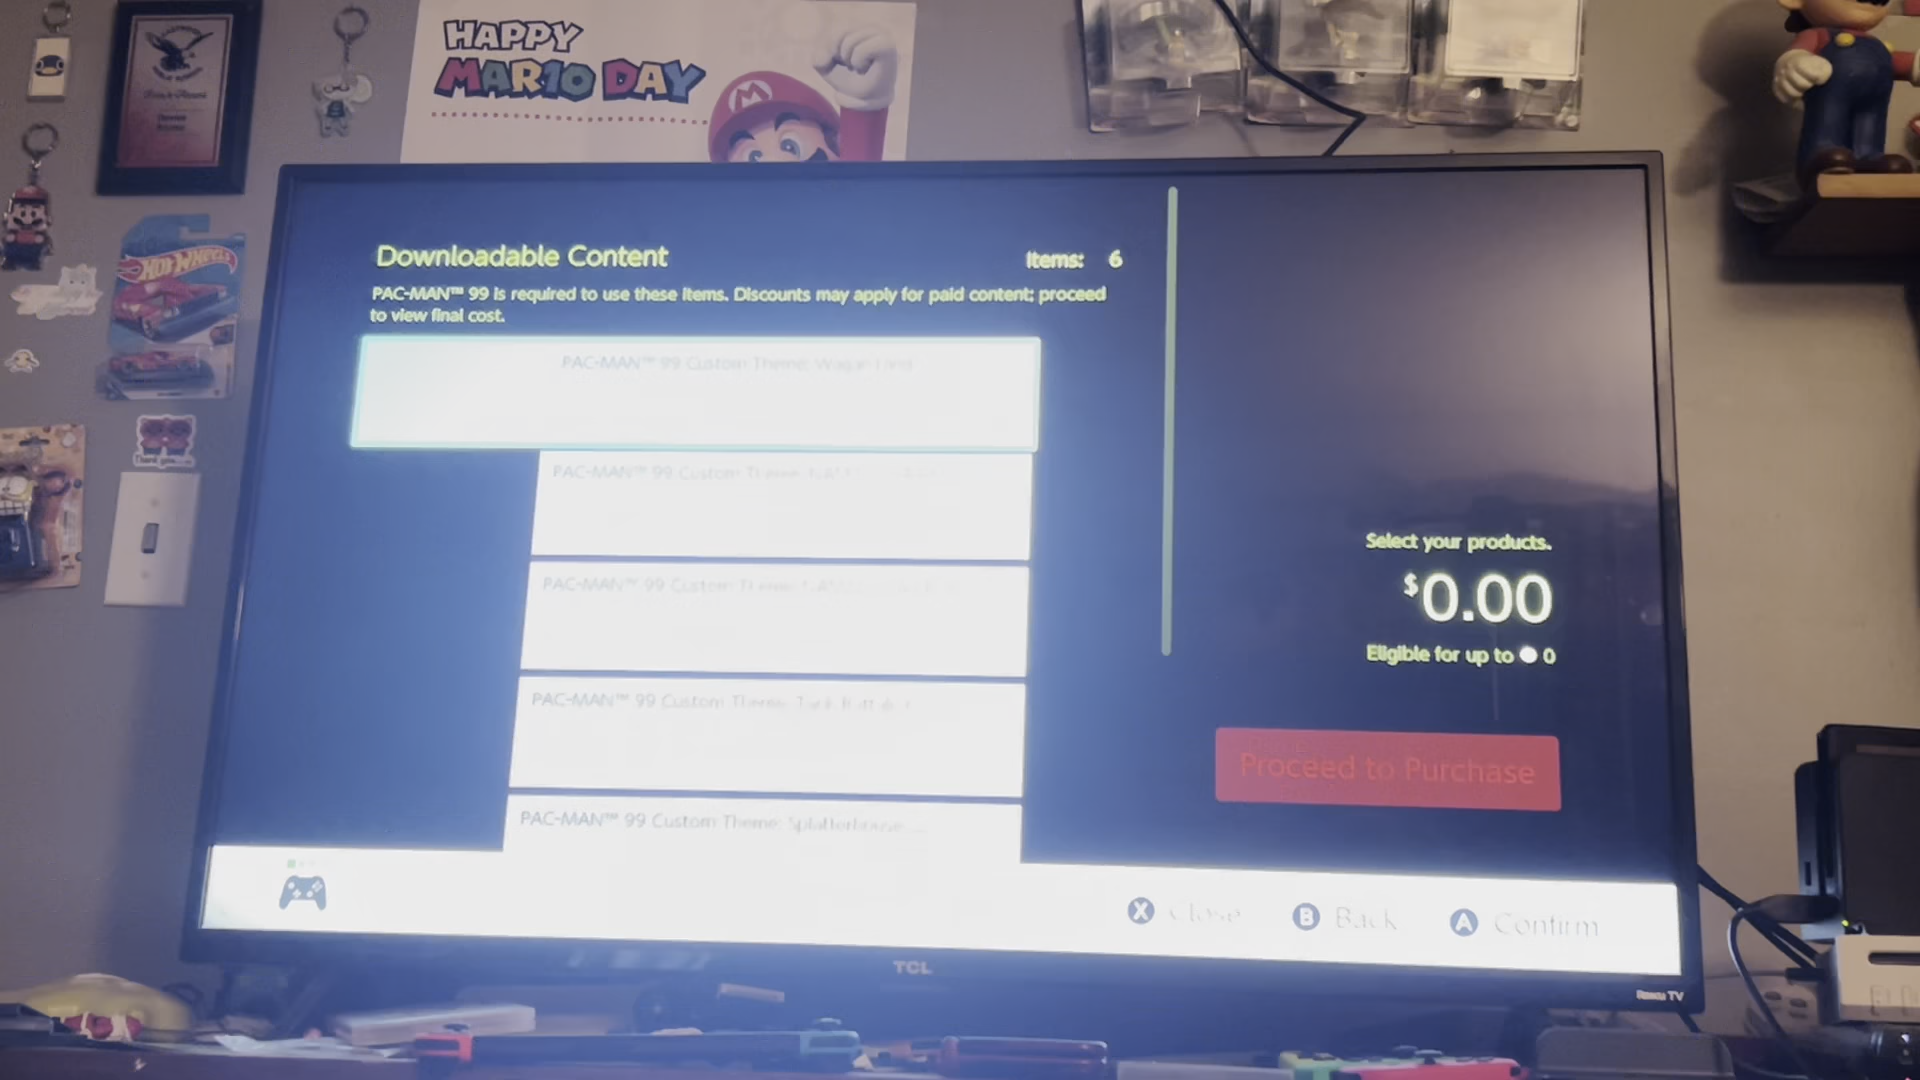 HAPPY
MAR10 DAY
HOT WHEELS
Downloadable Content
Items: 6
PAC-MAN™ 99 is required to use these items. Discounts may apply for paid content; proceed
to view final cost.
PAC-MAN™ 99 Custom Theme:
PAC-MAN™ 99 Custom Theme:
PAC-MAN™ 99 Custom Theme:
PAC-MAN™ 99 Custom Theme:
PAC-MAN™ 99 Custom Theme: Splatterhouse
Select your products.
$0.00
Eligible for up to 0
Proceed to Purchase
X Close
B Back
A Confirm
TCL
Roku TV